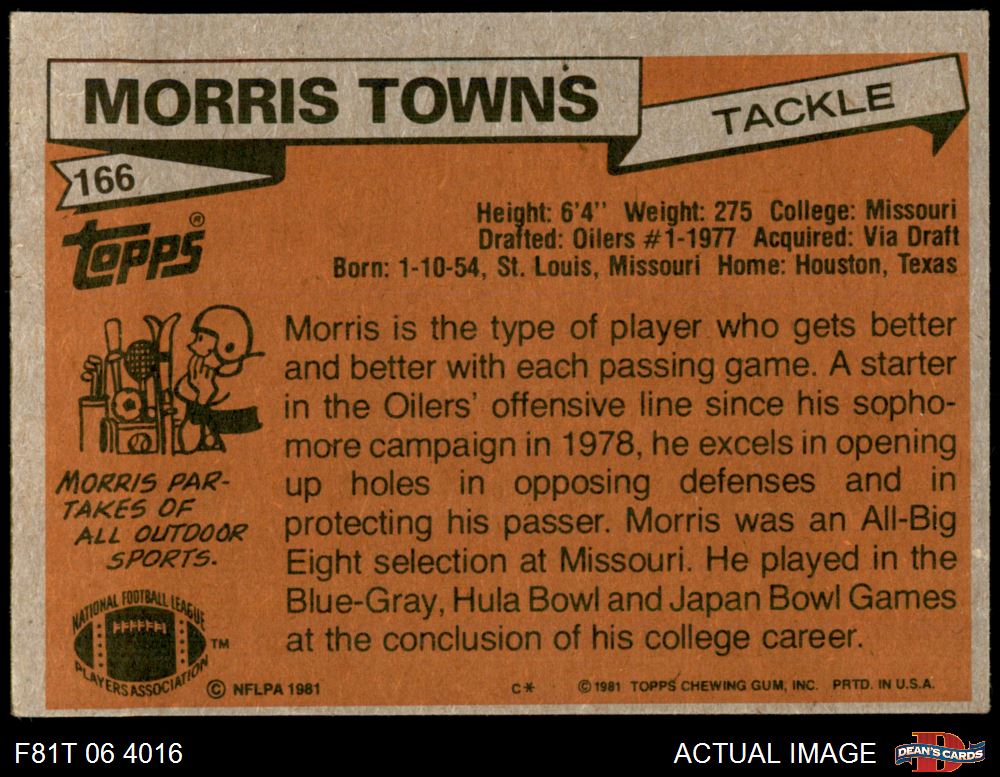 MORRIS TOWNS
TACKLE
166
topps®
Height: 6'4'' Weight: 275 College: Missouri
Drafted: Oilers #1-1977 Acquired: Via Draft
Born: 1-10-54, St. Louis, Missouri Home: Houston, Texas
Morris is the type of player who gets better
and better with each passing game. A starter
in the Oilers' offensive line since his sopho-
more campaign in 1978, he excels in opening
up holes in opposing defenses and in
protecting his passer. Morris was an All-Big
Eight selection at Missouri. He played in the
Blue-Gray, Hula Bowl and Japan Bowl Games
at the conclusion of his college career.
MORRIS PAR-
TAKES OF
ALL OUTDOOR
SPORTS.
NATIONAL FOOTBALL LEAGUE
PLAYERS ASSOCIATION
TM
© NFLPA 1981
C*
© 1981 TOPPS CHEWING GUM, INC. PRTD. IN U.S.A.
F81T 06 4016
ACTUAL IMAGE
D
DEAN'S CARDS